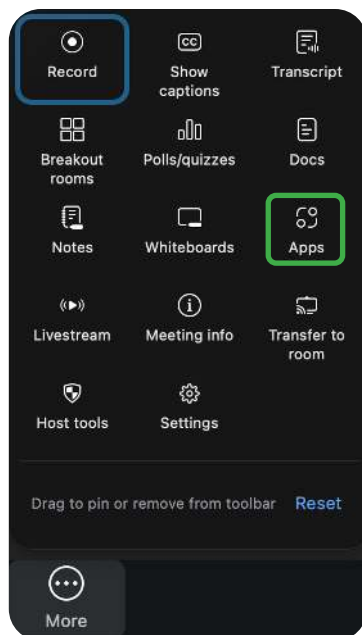 Record
Show
captions
Transcript
Breakout
rooms
Polls/quizzes
Docs
Notes
Whiteboards
Apps
Livestream
Meeting info
Transfer to
room
Host tools
Settings
Drag to pin or remove from toolbar Reset
More